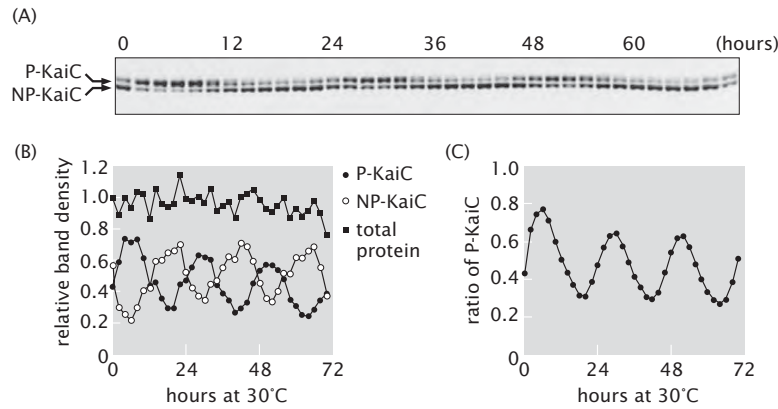 (A)
0 12 24 36 48 60 (hours)
P-KaiC
NP-KaiC
(B)
1.2
1.0
0.8
0.6
0.4
0.2
0
relative band density
0 24 48 72
hours at 30°C
P-KaiC
NP-KaiC
total
protein
(C)
1.0
0.8
0.6
0.4
0.2
0
ratio of P-KaiC
0 24 48 72
hours at 30°C